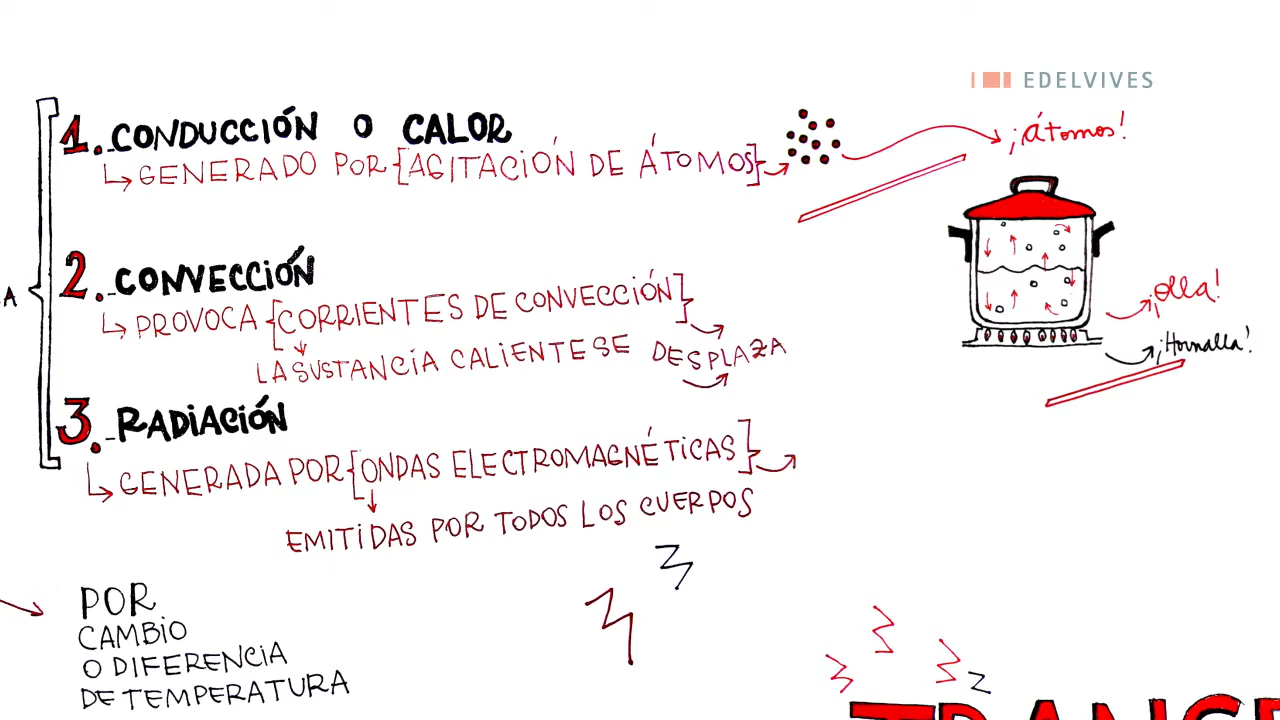 EDELVIVES
1. CONDUCCIÓN O CALOR
GENERADO POR {AGITACIÓN DE ÁTOMOS}
¡átomos!
2. CONVECCIÓN
PROVOCA {CORRIENTES DE CONVECCIÓN}
LA SUSTANCIA CALIENTE SE DESPLAZA
¡olla!
¡Hornalla!
A
3. RADIACIÓN
GENERADA POR {ONDAS ELECTROMAGNÉTICAS}
EMITIDAS POR TODOS LOS CUERPOS
POR
CAMBIO
O DIFERENCIA
DE TEMPERATURA